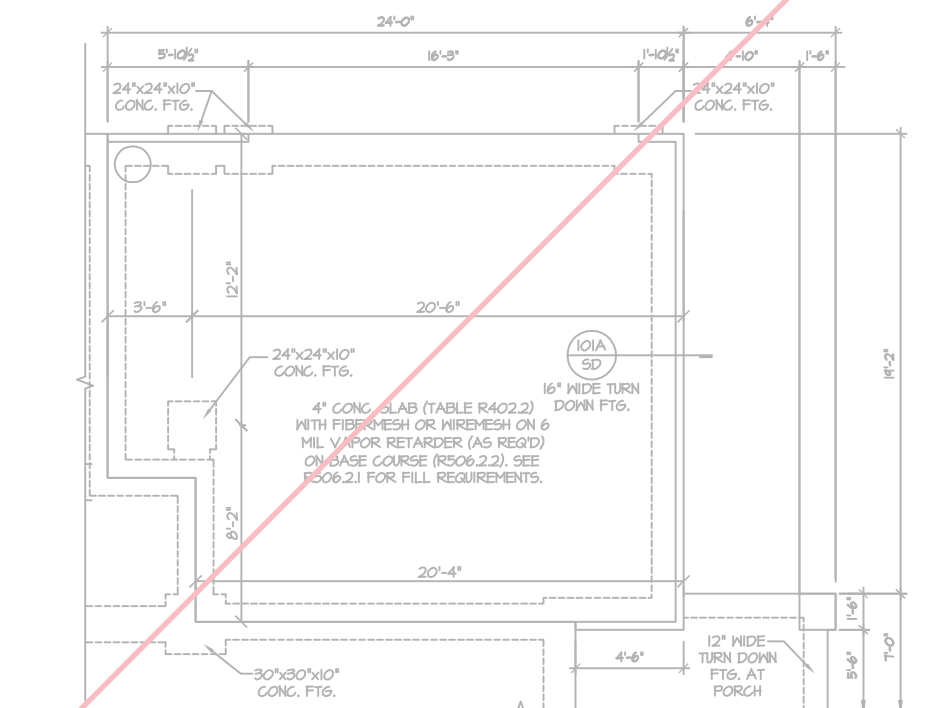 24'-0"
6'-4"
5'-10½"
16'-3"
1'-10½"
1'-6"
24"x24"x10"
CONC. FTG.
24"x24"x10"
CONC. FTG.
12'-2"
3'-6"
20'-6"
24"x24"x10"
CONC. FTG.
101A
SD
16" WIDE TURN
DOWN FTG.
19'-2"
4" CONC. SLAB (TABLE R402.2)
WITH FIBERMESH OR WIREMESH ON 6
MIL VAPOR RETARDER (AS REQ'D)
ON BASE COURSE (R506.2.2). SEE
R506.2.1 FOR FILL REQUIREMENTS.
8'-2"
20'-4"
1'-6"
7'-0"
5'-6"
4'-6"
12" WIDE
TURN DOWN
FTG. AT
PORCH
30"x30"x10"
CONC. FTG.